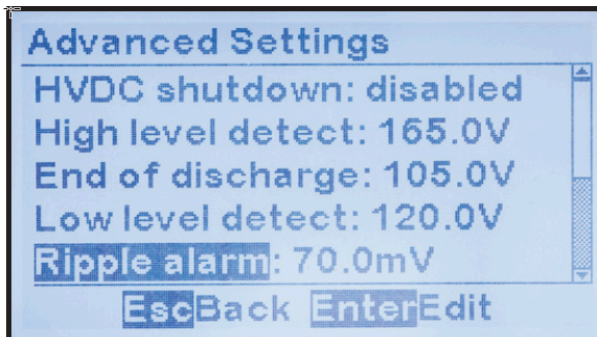 Advanced Settings
HVDC shutdown: disabled
High level detect: 165.0V
End of discharge: 105.0V
Low level detect: 120.0V
Ripple alarm: 70.0mV
EscBack EnterEdit